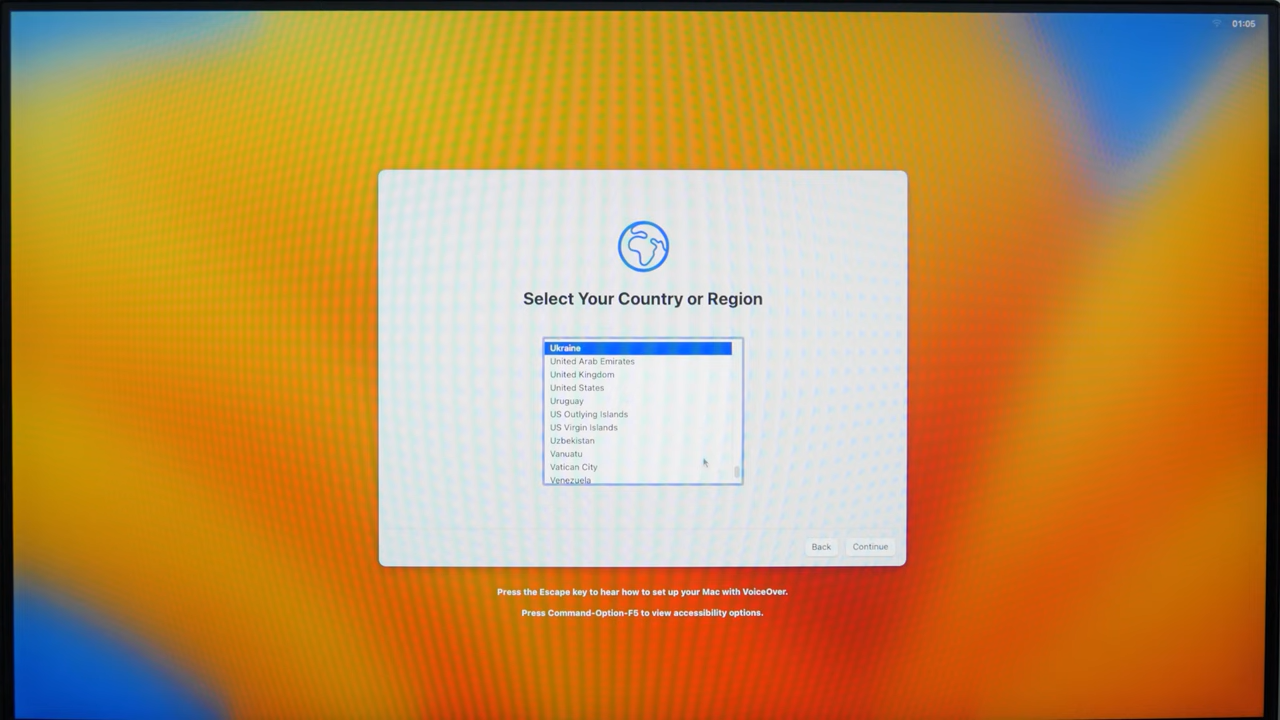 01:05
Select Your Country or Region
Ukraine
United Arab Emirates
United Kingdom
United States
Uruguay
US Outlying Islands
US Virgin Islands
Uzbekistan
Vanuatu
Vatican City
Venezuela
Back
Continue
Press the Escape key to hear how to set up your Mac with VoiceOver.
Press Command-Option-F5 to view accessibility options.